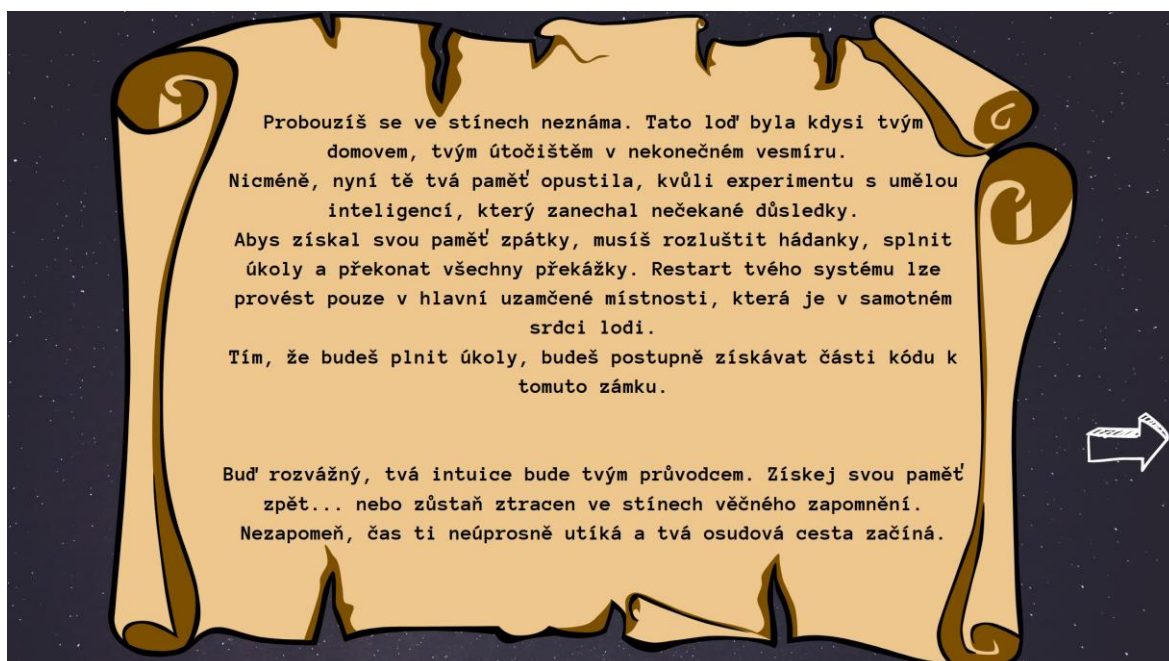 Probouzíš se ve stínech neznáma. Tato loď byla kdysi tvým
domovem, tvým útočištěm v nekonečném vesmíru.
Nicméně, nyní tě tvá paměť opustila, kvůli experimentu s umělou
inteligencí, který zanechal nečekané důsledky.
Abys získal svou paměť zpátky, musíš rozluštit hádanky, splnit
úkoly a překonat všechny překážky. Restart tvého systému lze
provést pouze v hlavní uzamčené místnosti, která je v samotném
srdci lodi.
Tím, že budeš plnit úkoly, budeš postupně získávat části kódu k
tomuto zámku.
Buď rozvážný, tvá intuice bude tvým průvodcem. Získej svou paměť
zpět... nebo zůstaň ztracen ve stínech věčného zapomnění.
Nezapomeň, čas ti neúprosně utíká a tvá osudová cesta začíná.